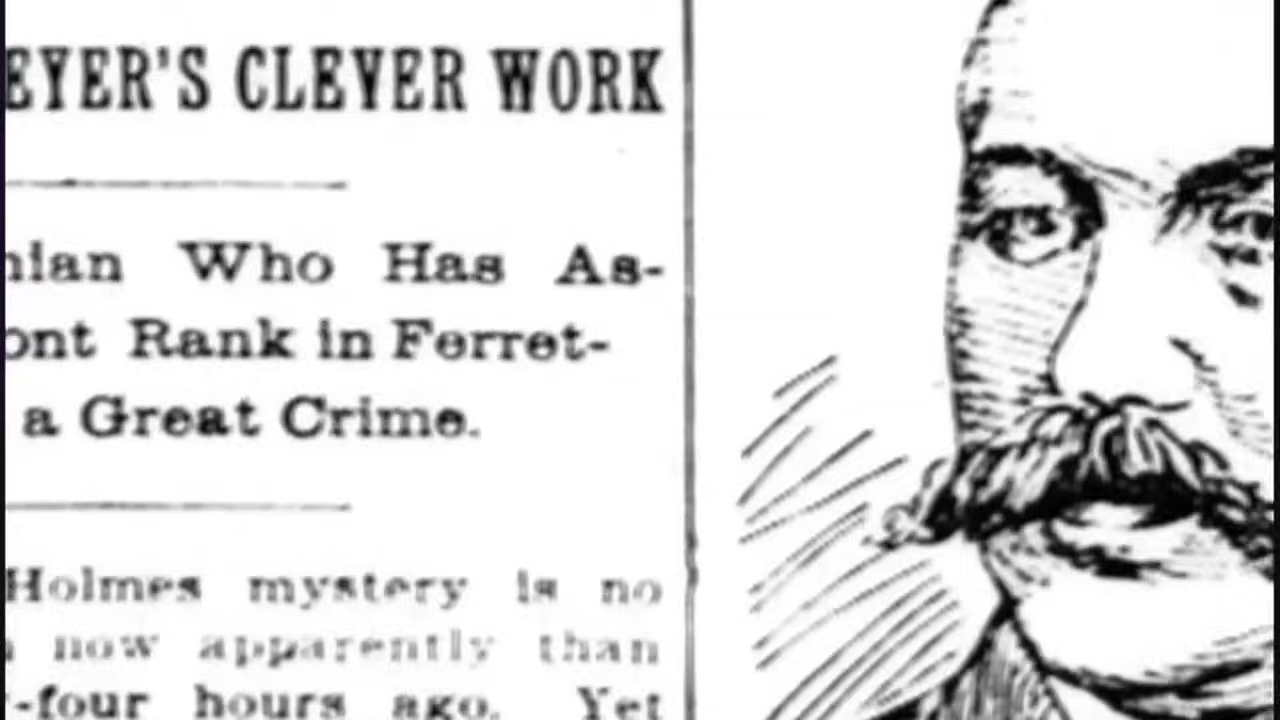 EYER'S CLEVER WORK
nian Who Has As-
ont Rank in Ferret-
a Great Crime.
Holmes mystery is no
now apparently than
-four hours ago. Yet